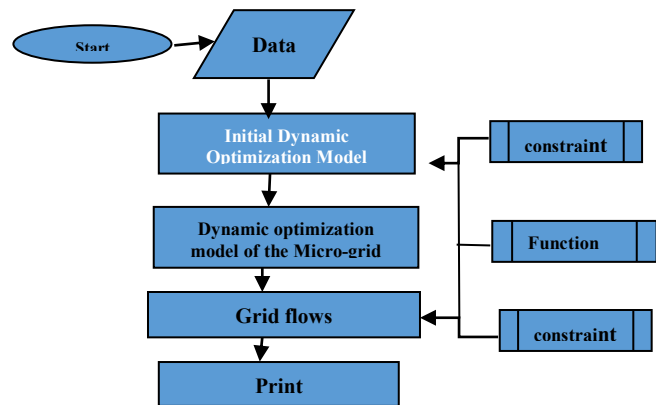 Start
Data
Initial Dynamic
Optimization Model
constraint
Dynamic optimization
model of the Micro-grid
Function
Grid flows
constraint
Print